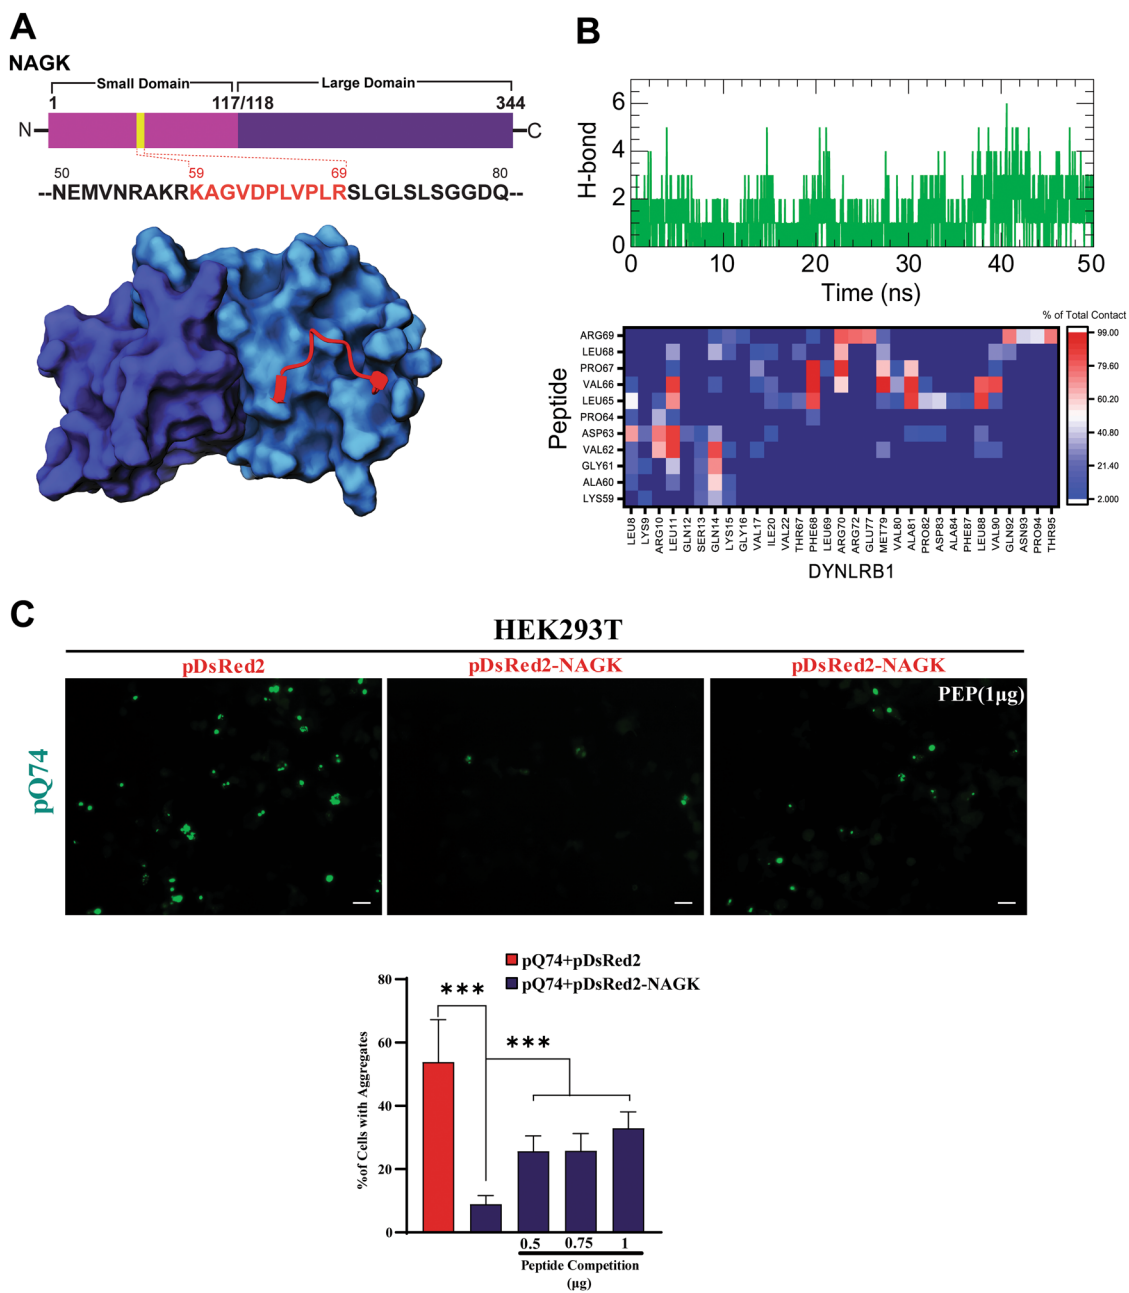 A
NAGK
Small Domain
Large Domain
1
117/118
344
N
C
50
59
69
80
--NEMVNRAKRKAGVDPLVPLRSLGLSLSGGDQ--
B
H-bond
6
4
2
0
0
10
20
30
40
50
Time (ns)
% of Total Contact
Peptide
ARG69
LEU68
PRO67
VAL66
LEU65
PRO64
ASP63
VAL62
GLY61
ALA60
LYS59
99.00
79.60
60.20
40.80
21.40
2.000
LEU8
LYS9
ARG10
LEU11
GLN12
SER13
GLN14
LYS15
GLY16
VAL17
ILE20
VAL22
THR67
PHE68
LEU69
ARG70
ARG72
GLU77
MET79
VAL80
ALA81
PRO82
ASP83
ALA84
PHE87
LEU88
VAL90
GLN92
ASN93
PRO94
THR95
DYNLRB1
C
HEK293T
pDsRed2
pDsRed2-NAGK
pDsRed2-NAGK
pQ74
PEP(1µg)
pQ74+pDsRed2
pQ74+pDsRed2-NAGK
%of Cells with Aggregates
80
60
40
20
0
***
***
0.5
0.75
1
Peptide Competition
(µg)